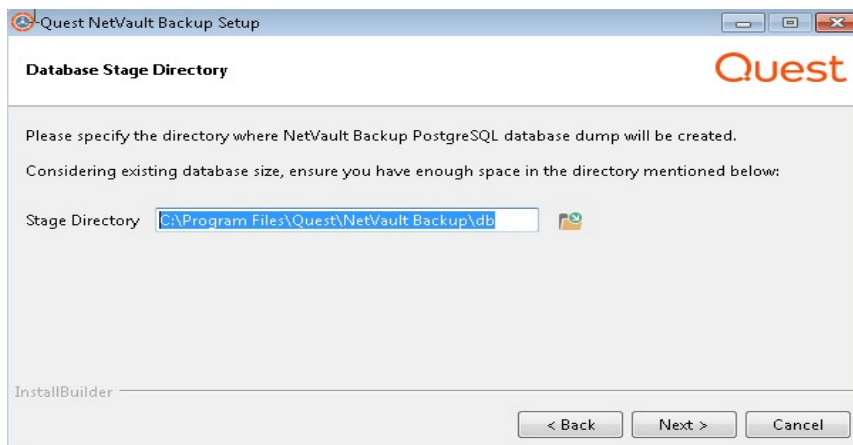 Quest NetVault Backup Setup
Database Stage Directory
Quest
Please specify the directory where NetVault Backup PostgreSQL database dump will be created.
Considering existing database size, ensure you have enough space in the directory mentioned below:
Stage Directory C:\Program Files\Quest\NetVault Backup\db
InstallBuilder
< Back Next > Cancel